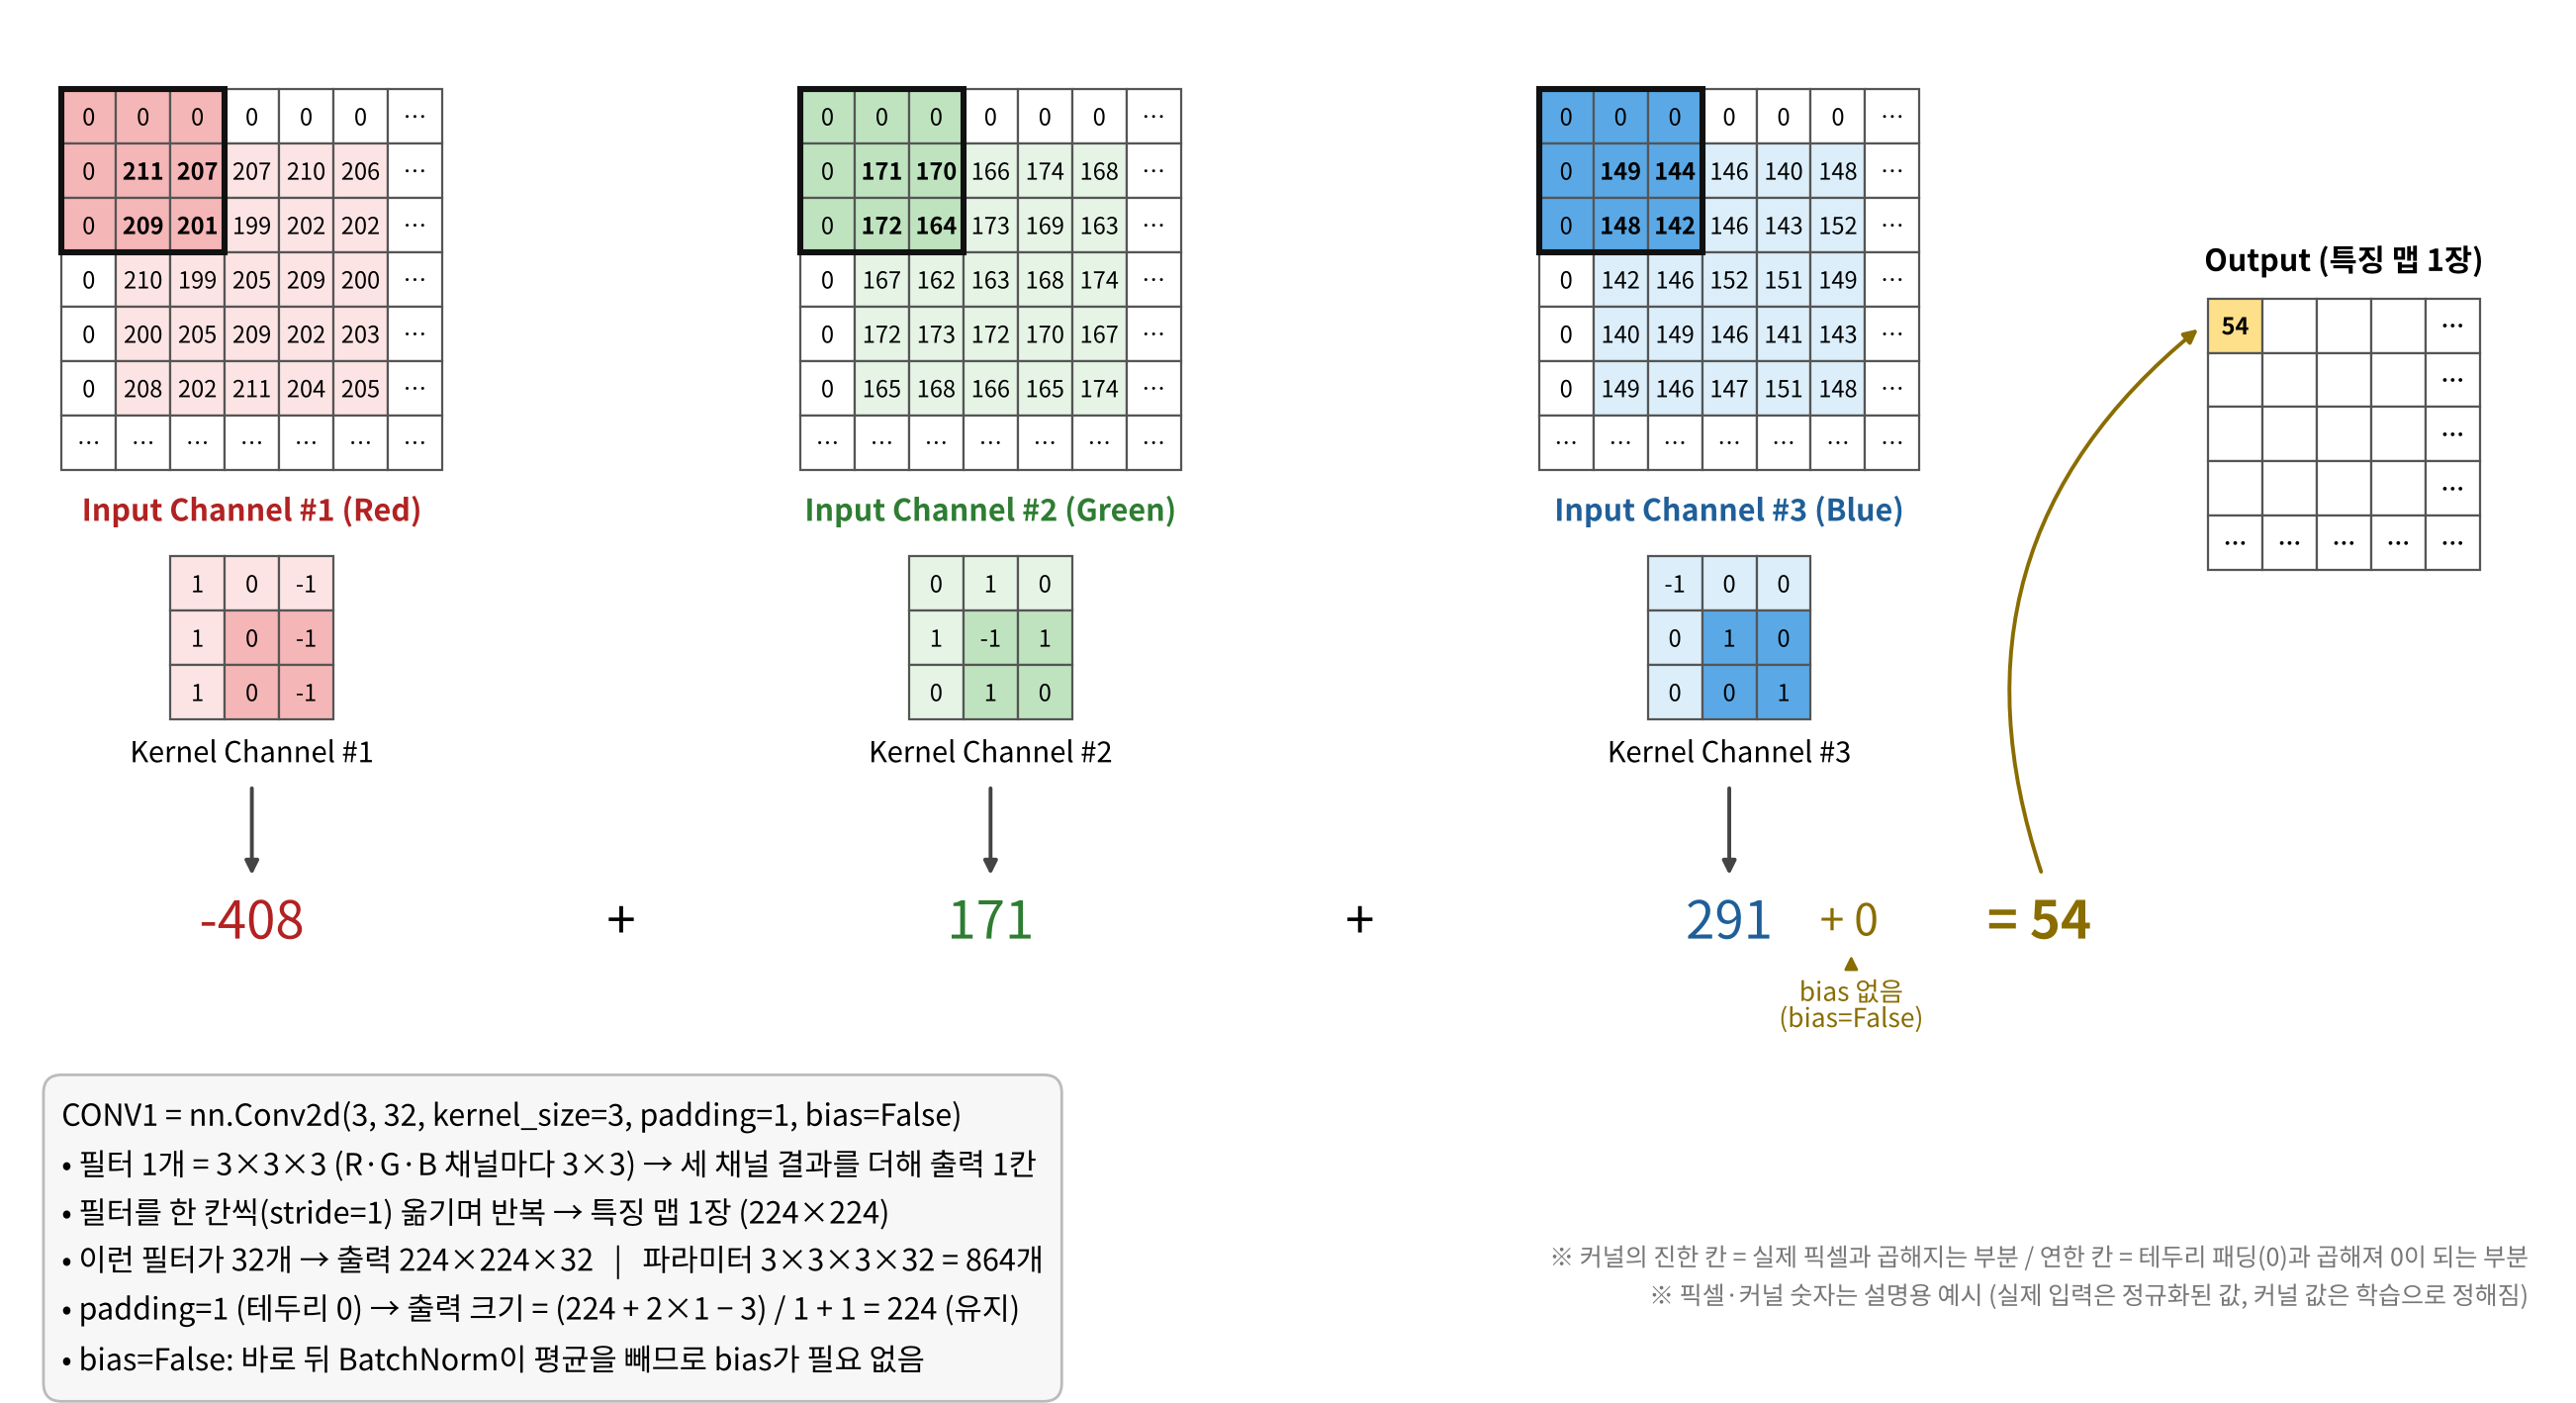 0 0 0 0 0 0 ⋯
0 211 207 207 210 206 ⋯
0 209 201 199 202 202 ⋯
0 210 199 205 209 200 ⋯
0 200 205 209 202 203 ⋯
0 208 202 211 204 205 ⋯
⋯ ⋯ ⋯ ⋯ ⋯ ⋯ ⋯
Input Channel #1 (Red)
1 0 -1
1 0 -1
1 0 -1
Kernel Channel #1
0 0 0 0 0 0 ⋯
0 171 170 166 174 168 ⋯
0 172 164 173 169 163 ⋯
0 167 162 163 168 174 ⋯
0 172 173 172 170 167 ⋯
0 165 168 166 165 174 ⋯
⋯ ⋯ ⋯ ⋯ ⋯ ⋯ ⋯
Input Channel #2 (Green)
0 1 0
1 -1 1
0 1 0
Kernel Channel #2
0 0 0 0 0 0 ⋯
0 149 144 146 140 148 ⋯
0 148 142 146 143 152 ⋯
0 142 146 152 151 149 ⋯
0 140 149 146 141 143 ⋯
0 149 146 147 151 148 ⋯
⋯ ⋯ ⋯ ⋯ ⋯ ⋯ ⋯
Input Channel #3 (Blue)
-1 0 0
0 1 0
0 0 1
Kernel Channel #3
Output (특징 맵 1장)
54 ⋯
⋯
⋯
⋯
⋯ ⋯ ⋯ ⋯ ⋯
-408 + 171 + 291 + 0 = 54
▲
bias 없음
(bias=False)
CONV1 = nn.Conv2d(3, 32, kernel_size=3, padding=1, bias=False)
• 필터 1개 = 3×3×3 (R·G·B 채널마다 3×3) → 세 채널 결과를 더해 출력 1칸
• 필터를 한 칸씩(stride=1) 옮기며 반복 → 특징 맵 1장 (224×224)
• 이런 필터가 32개 → 출력 224×224×32 | 파라미터 3×3×3×32 = 864개
• padding=1 (테두리 0) → 출력 크기 = (224 + 2×1 − 3) / 1 + 1 = 224 (유지)
• bias=False: 바로 뒤 BatchNorm이 평균을 빼므로 bias가 필요 없음
※ 커널의 진한 칸 = 실제 픽셀과 곱해지는 부분 / 연한 칸 = 테두리 패딩(0)과 곱해져 0이 되는 부분
※ 픽셀·커널 숫자는 설명용 예시 (실제 입력은 정규화된 값, 커널 값은 학습으로 정해짐)